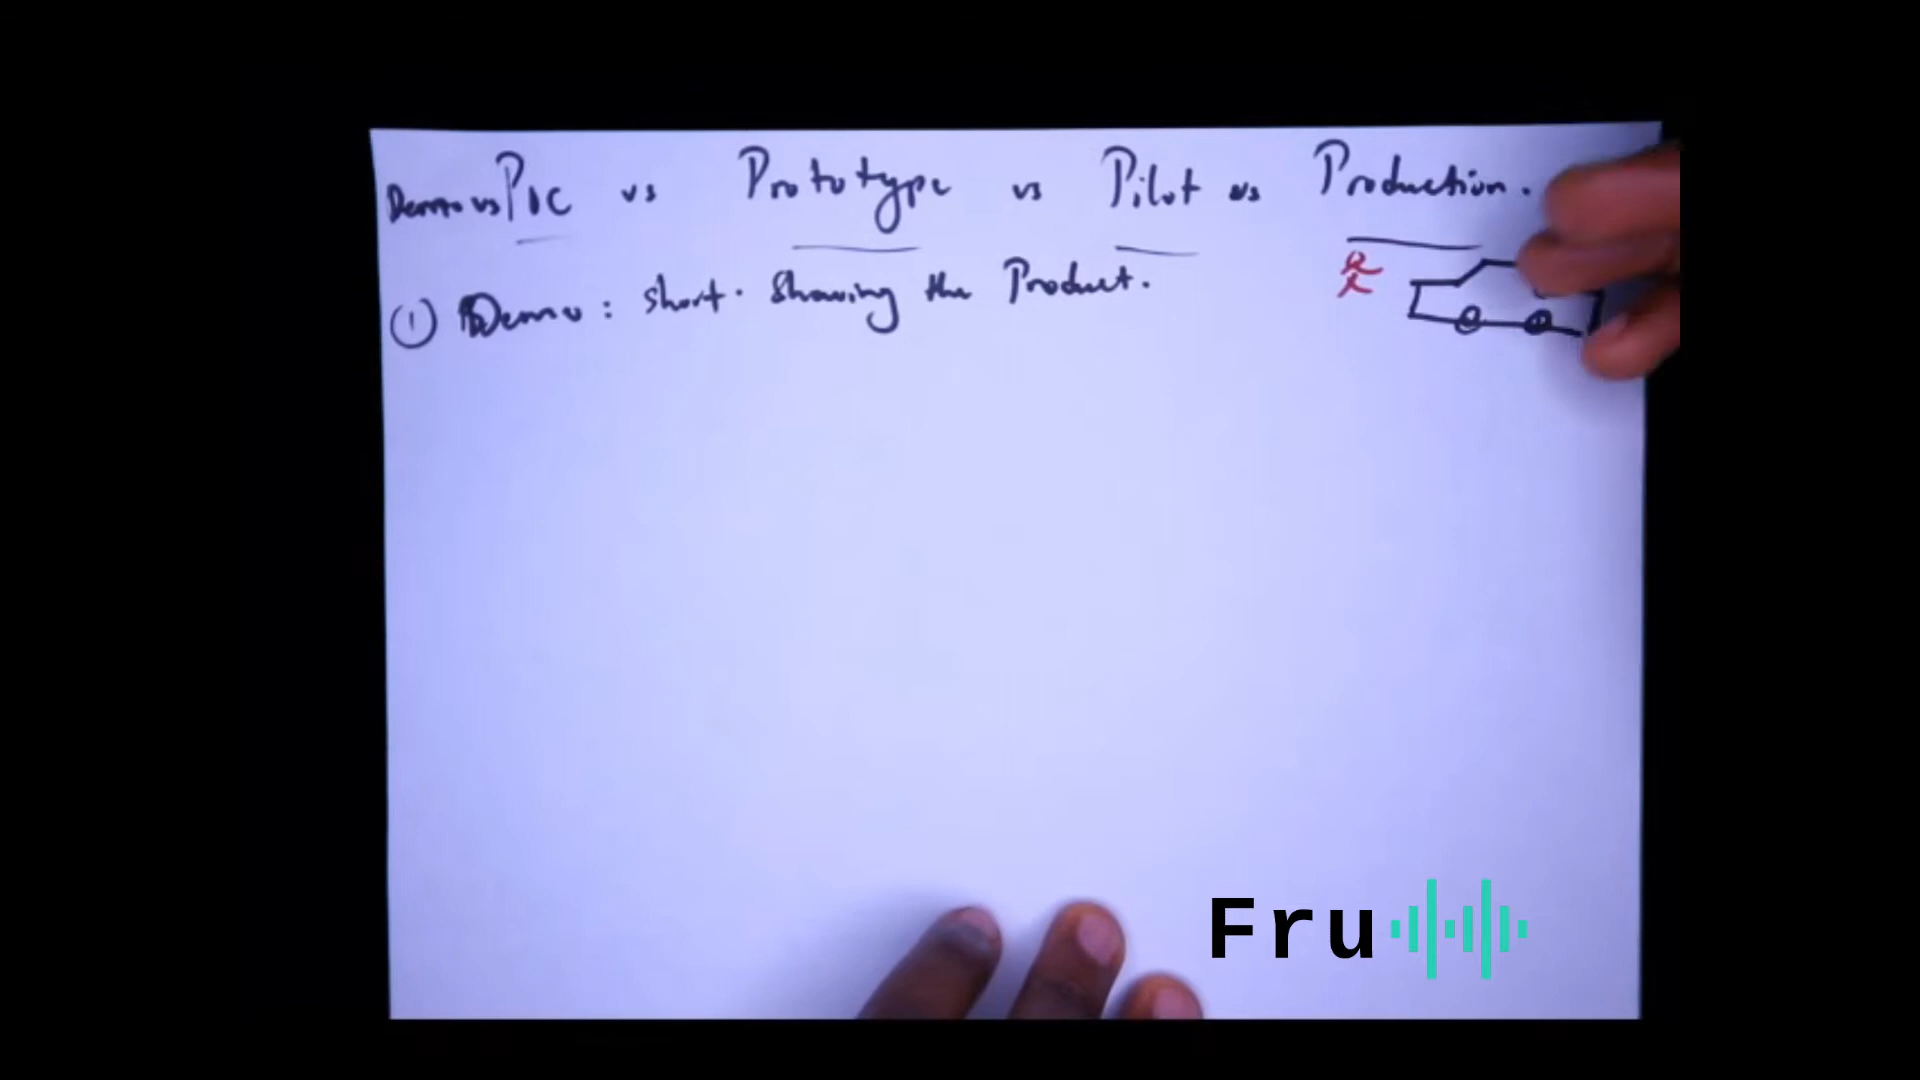 Demo vs PoC vs Prototype vs Pilot vs Production.
① Demo : short. Showing the Product.
Fru